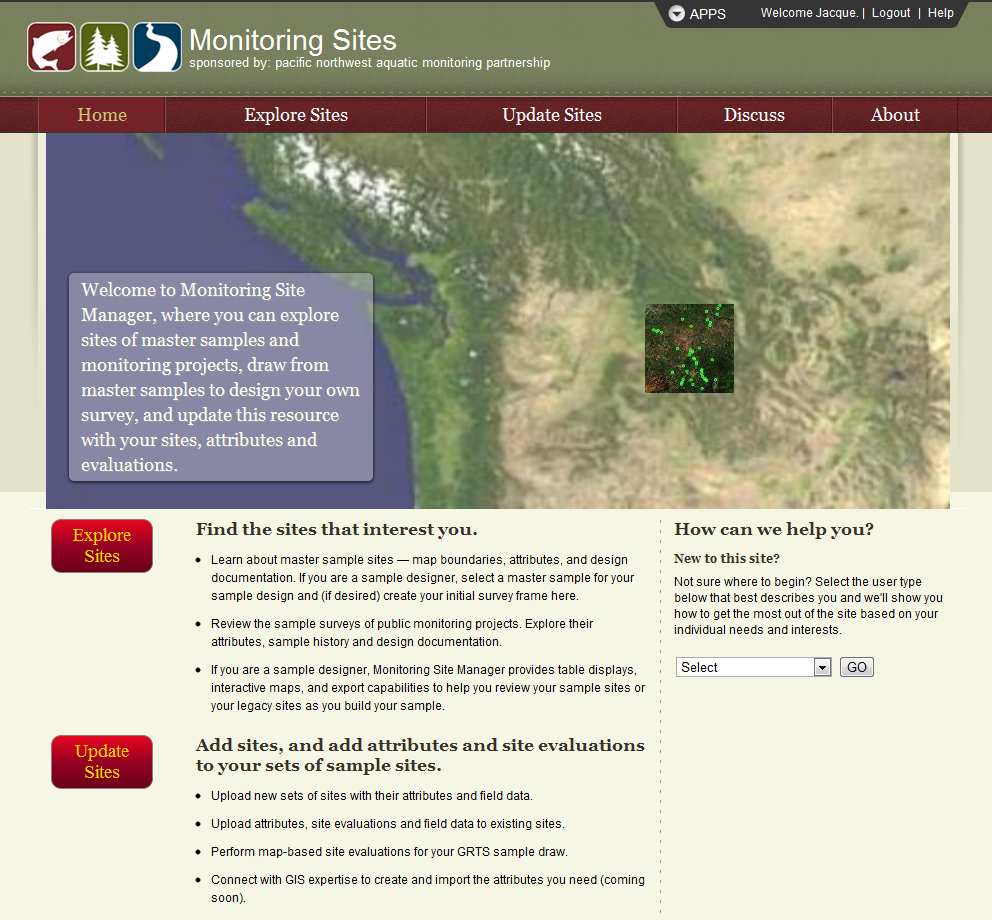 APPS Welcome Jacque. | Logout | Help
Monitoring Sites
sponsored by: pacific northwest aquatic monitoring partnership
Home Explore Sites Update Sites Discuss About
Welcome to Monitoring Site
Manager, where you can explore
sites of master samples and
monitoring projects, draw from
master samples to design your own
survey, and update this resource
with your sites, attributes and
evaluations.
Explore
Sites
Find the sites that interest you.
• Learn about master sample sites — map boundaries, attributes, and design
documentation. If you are a sample designer, select a master sample for your
sample design and (if desired) create your initial survey frame here.
• Review the sample surveys of public monitoring projects. Explore their
attributes, sample history and design documentation.
• If you are a sample designer, Monitoring Site Manager provides table displays,
interactive maps, and export capabilities to help you review your sample sites or
your legacy sites as you build your sample.
Update
Sites
Add sites, and add attributes and site evaluations
to your sets of sample sites.
• Upload new sets of sites with their attributes and field data.
• Upload attributes, site evaluations and field data to existing sites.
• Perform map-based site evaluations for your GRTS sample draw.
• Connect with GIS expertise to create and import the attributes you need (coming
soon).
How can we help you?
New to this site?
Not sure where to begin? Select the user type
below that best describes you and we'll show you
how to get the most out of the site based on your
individual needs and interests.
Select GO